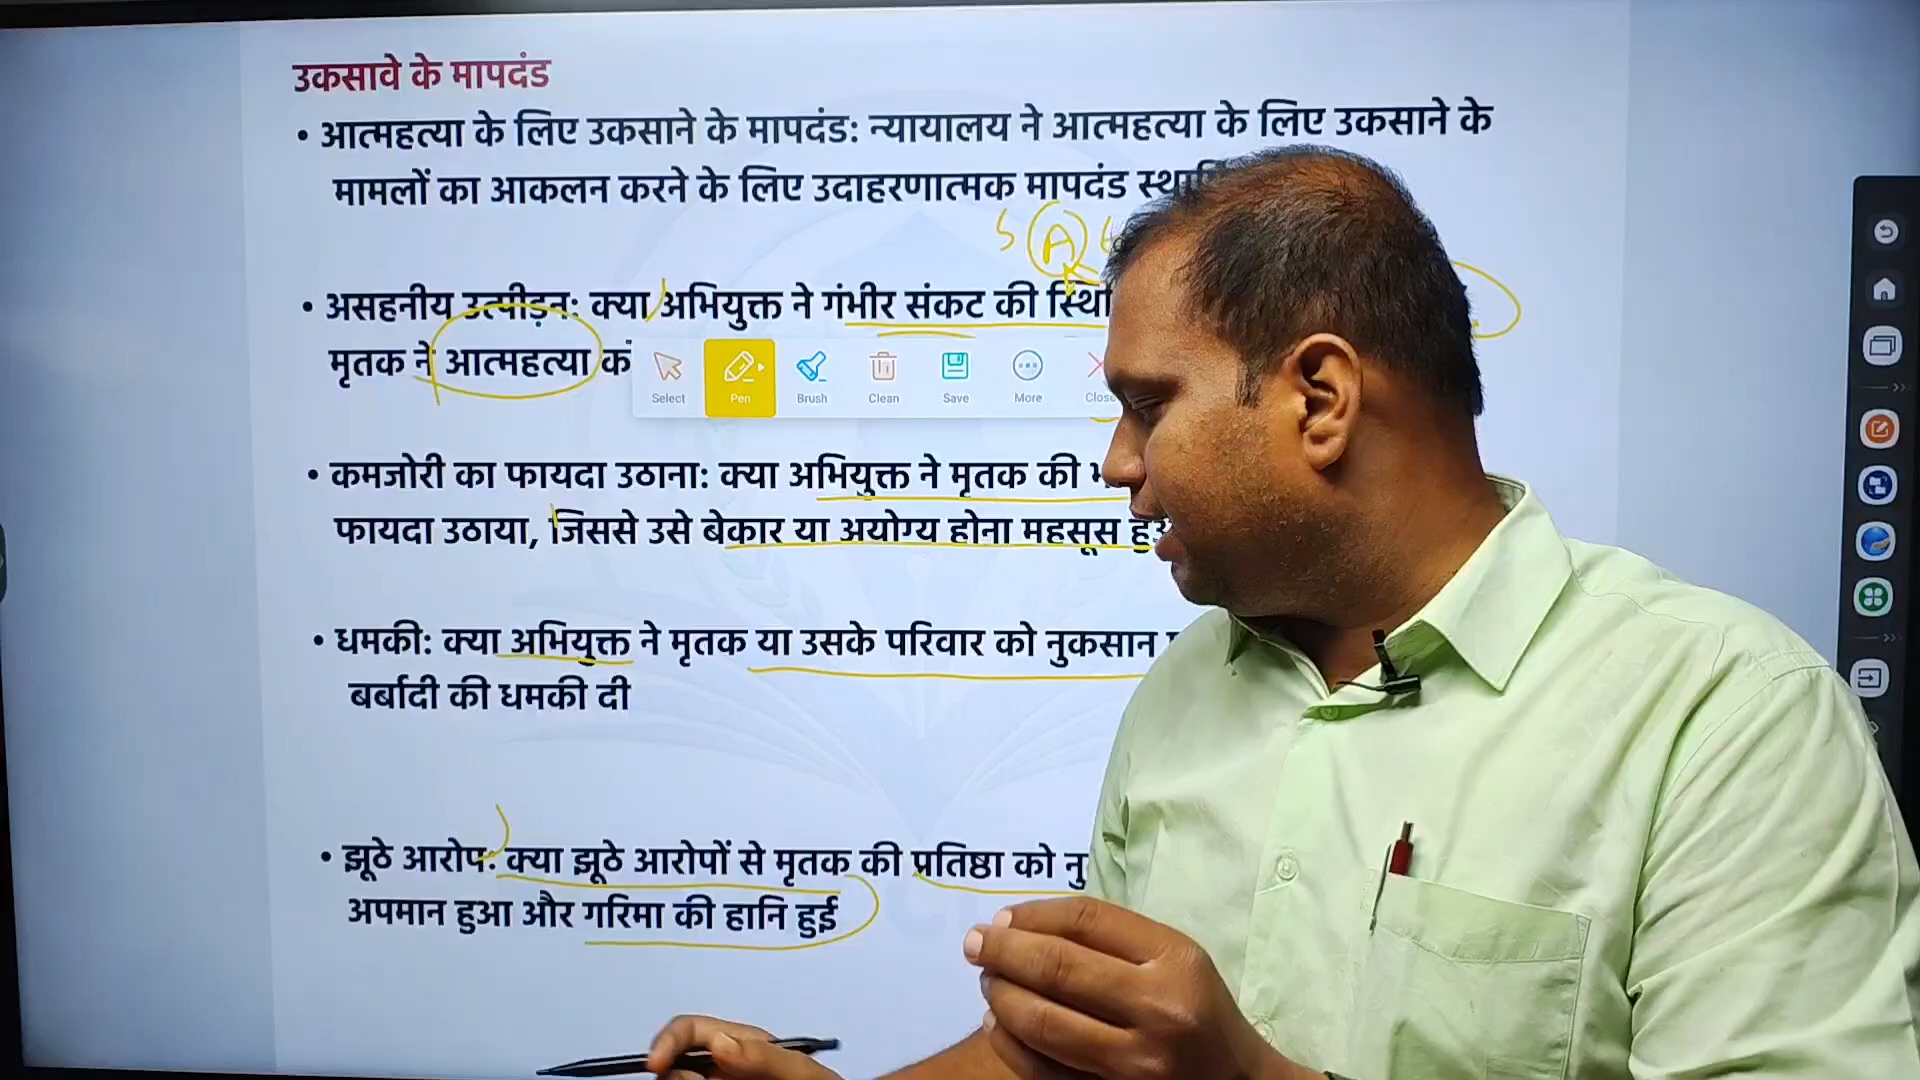 उकसावे के मापदंड
• आत्महत्या के लिए उकसाने के मापदंड: न्यायालय ने आत्महत्या के लिए उकसाने के
मामलों का आकलन करने के लिए उदाहरणात्मक मापदंड
S A
• असहनीय उत्पीड़न: क्या अभियुक्त ने गंभीर संकट की
मृतक ने आत्महत्या
Select Pen Brush Clean Save More Close
• कमजोरी का फायदा उठाना: क्या अभियुक्त ने मृतक की
फायदा उठाया, जिससे उसे बेकार या अयोग्य होना महसूस
• धमकी: क्या अभियुक्त ने मृतक या उसके परिवार को नुकसान
बर्बादी की धमकी दी
• झूठे आरोप: क्या झूठे आरोपों से मृतक की प्रतिष्ठा को
अपमान हुआ और गरिमा की हानि हुई